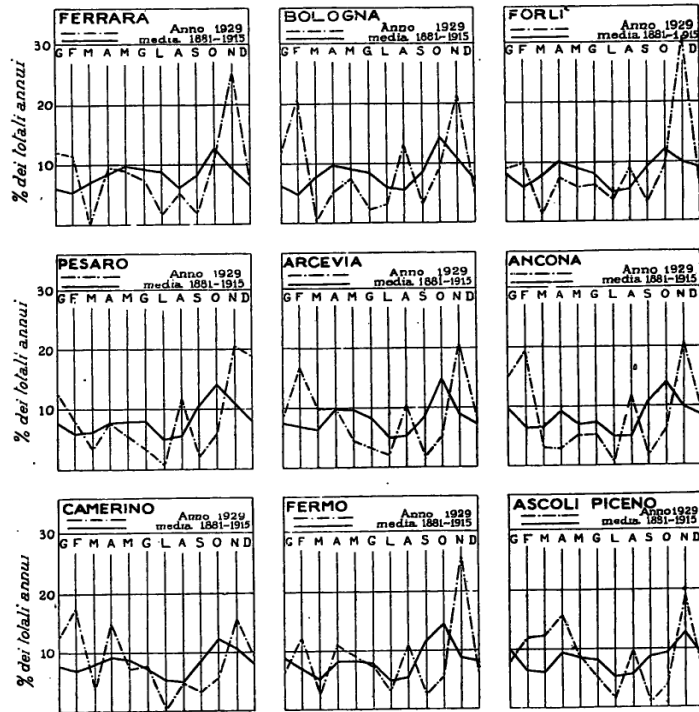 FERRARA
Anno 1929
media 1881-1915
G F M A M G L A S O N D
BOLOGNA
Anno 1929
media 1881-1915
G F M A M G L A S O N D
FORLÌ
Anno 1929
media 1881-1915
G F M A M G L A S O N D
30
20
10
% dei totali annui
PESARO
Anno 1929
media 1881-1915
G F M A M G L A S O N D
ARCEVIA
Anno 1929
media 1881-1915
G F M A M G L A S O N D
ANCONA
Anno 1929
media 1881-1915
G F M A M G L A S O N D
30
20
10
% dei totali annui
CAMERINO
Anno 1929
media 1881-1915
G F M A M G L A S O N D
FERMO
Anno 1929
media 1881-1915
G F M A M G L A S O N D
ASCOLI PICENO
Anno 1929
media 1881-1915
G F M A M G L A S O N D
30
20
10
% dei totali annui